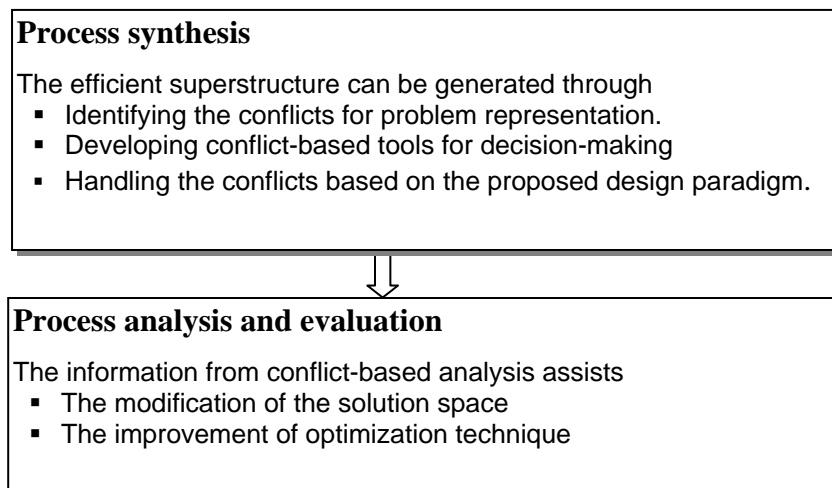 Process synthesis
The efficient superstructure can be generated through
▪ Identifying the conflicts for problem representation.
▪ Developing conflict-based tools for decision-making
▪ Handling the conflicts based on the proposed design paradigm.
Process analysis and evaluation
The information from conflict-based analysis assists
▪ The modification of the solution space
▪ The improvement of optimization technique